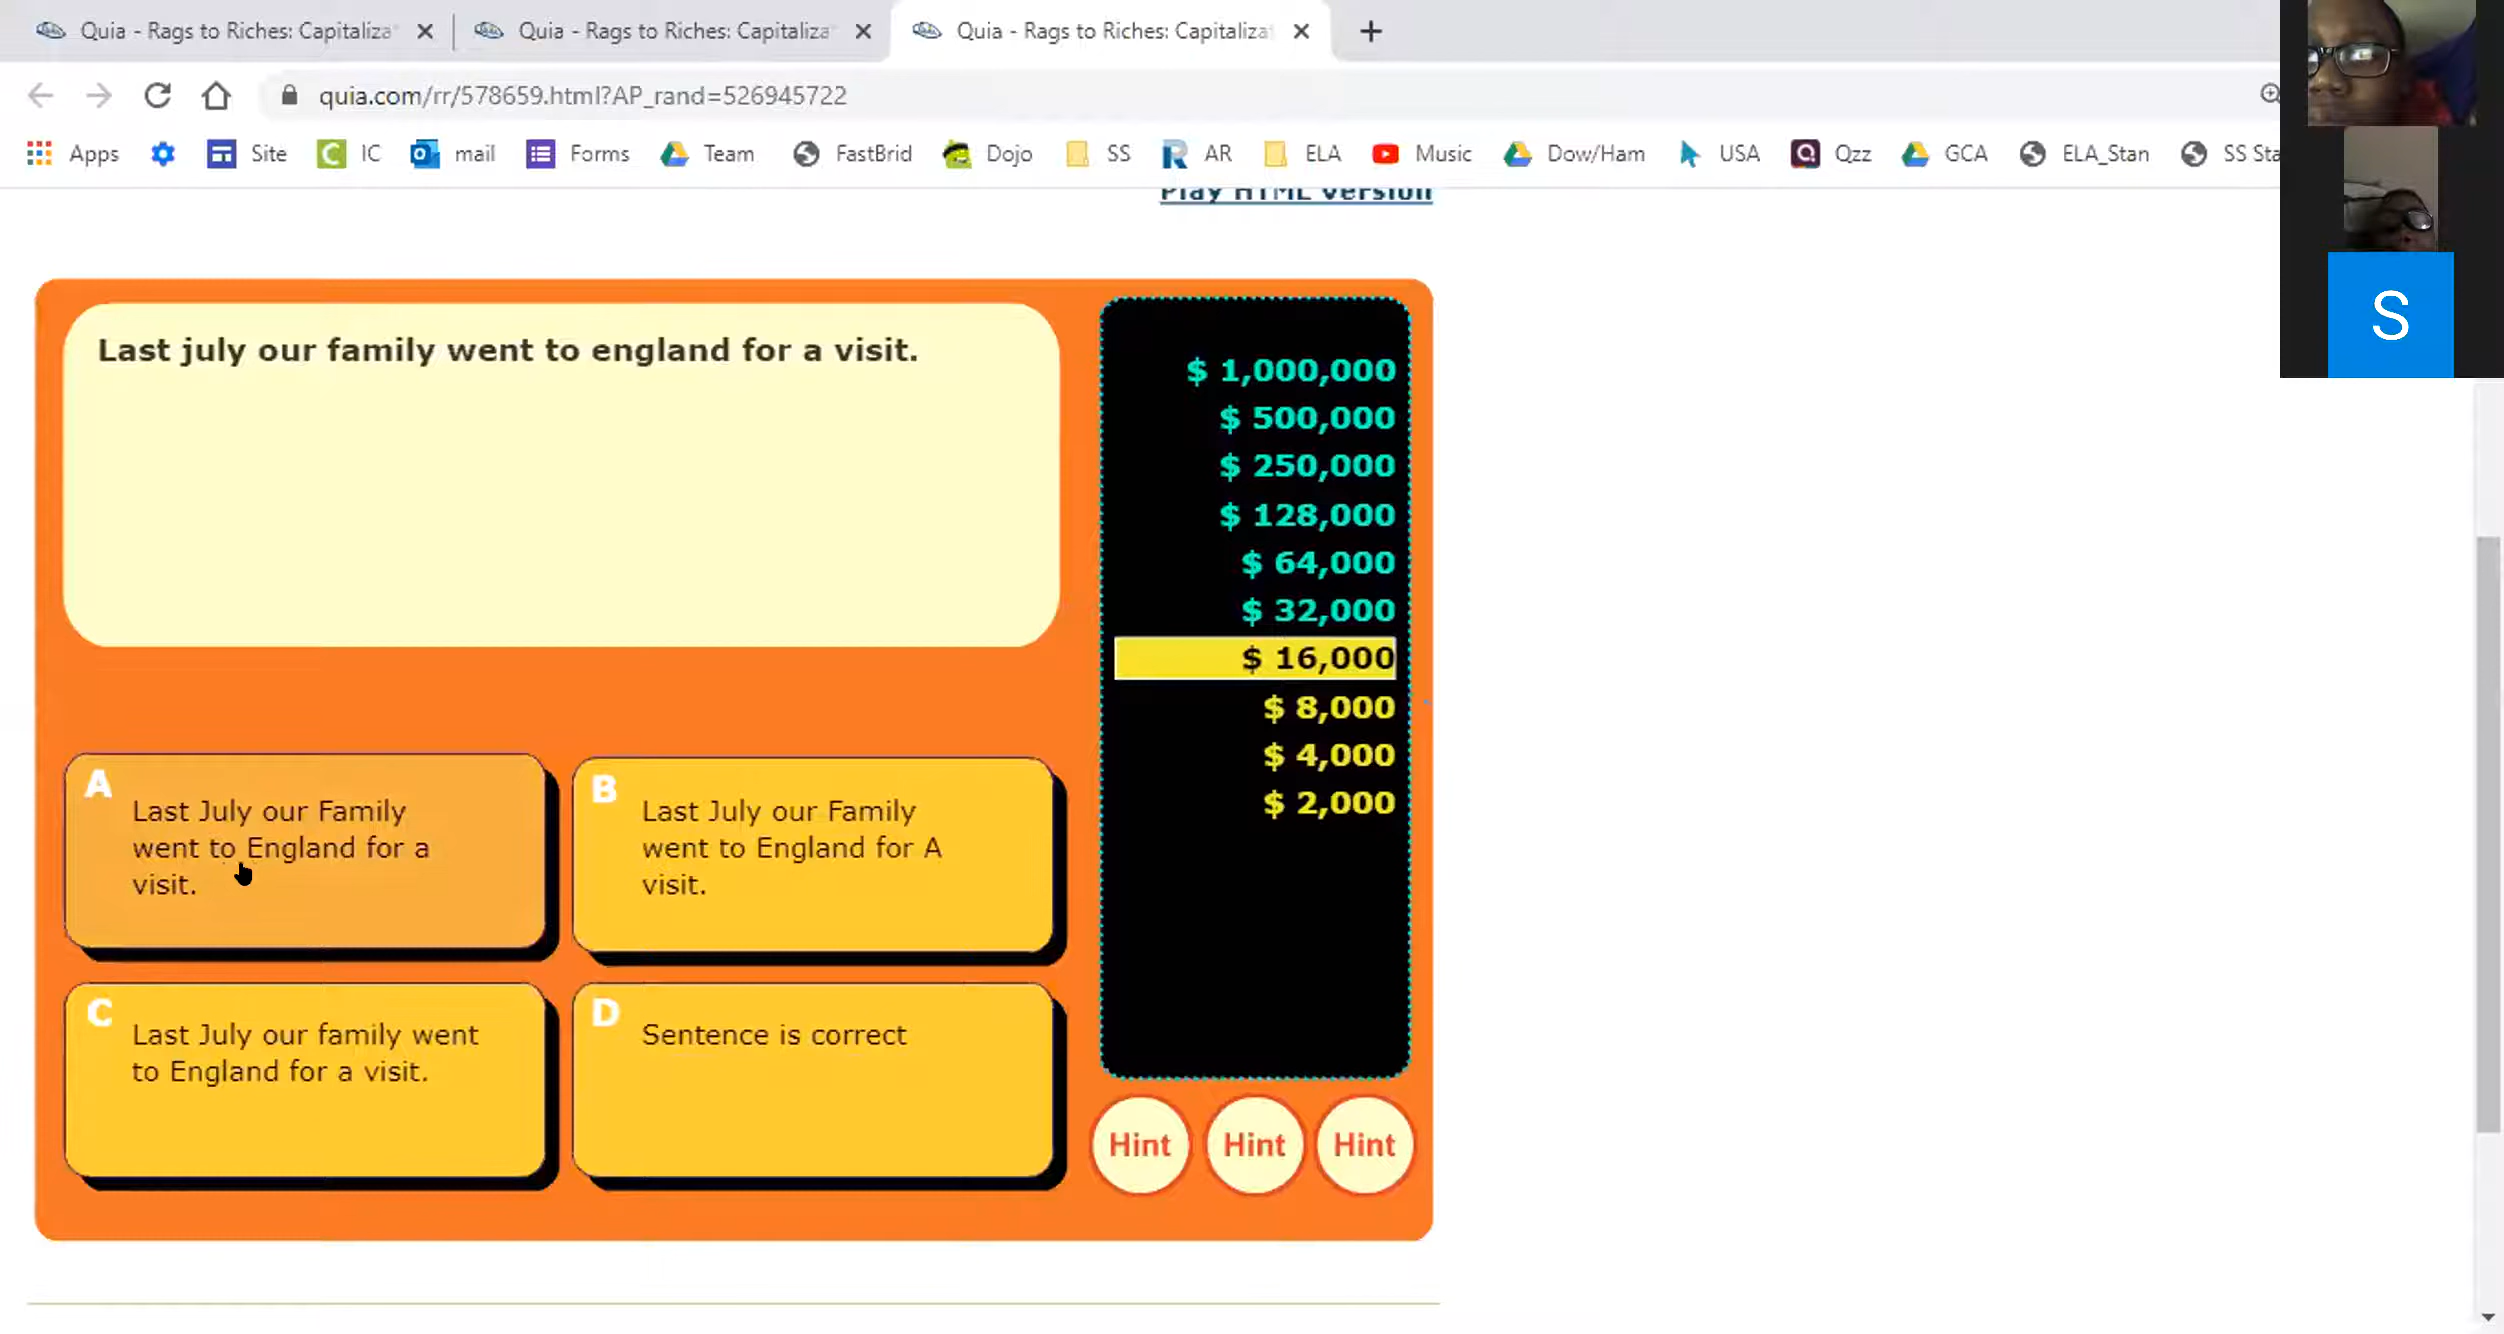 Quia - Rags to Riches: Capitaliza
Quia - Rags to Riches: Capitaliza
Quia - Rags to Riches: Capitaliza
quia.com/rr/578659.html?AP_rand=526945722
Apps Site IC mail Forms Team FastBrid Dojo SS AR ELA Music Dow/Ham USA Qzz GCA ELA_Stan SS Sta
Play HTML version
S
Last july our family went to england for a visit.
$ 1,000,000
$ 500,000
$ 250,000
$ 128,000
$ 64,000
$ 32,000
$ 16,000
$ 8,000
$ 4,000
$ 2,000
A
Last July our Family
went to England for a
visit.
B
Last July our Family
went to England for A
visit.
C
Last July our family went
to England for a visit.
D
Sentence is correct
Hint Hint Hint